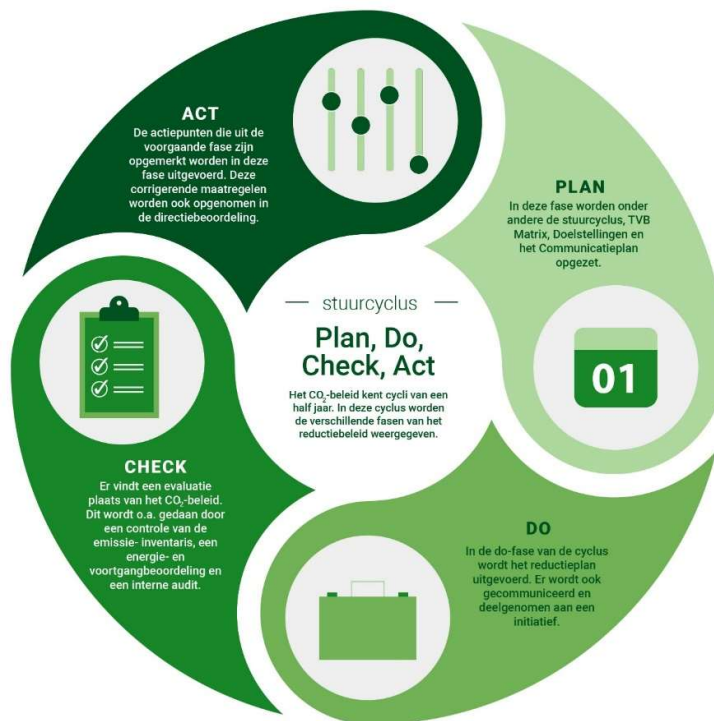 ACT
De actiepunten die uit de
voorgaande fase zijn
opgemerkt worden in deze
fase uitgevoerd. Deze
corrigerende maatregelen
worden ook opgenomen in
de directiebeoordeling.
PLAN
In deze fase worden onder
andere de stuurcyclus, TVB
Matrix, Doelstellingen en
het Communicatieplan
opgezet.
01
stuurcyclus
Plan, Do,
Check, Act
Het CO₂-beleid kent cycli van een
half jaar. In deze cyclus worden
de verschillende fasen van het
reductiebeleid weergegeven.
CHECK
Er vindt een evaluatie
plaats van het CO₂-beleid.
Dit wordt o.a. gedaan door
een controle van de
emissie- inventaris, een
energie- en
voortgangbeoordeling en
een interne audit.
DO
In de do-fase van de cyclus
wordt het reductieplan
uitgevoerd. Er wordt ook
gecommuniceerd en
deelgenomen aan een
initiatief.